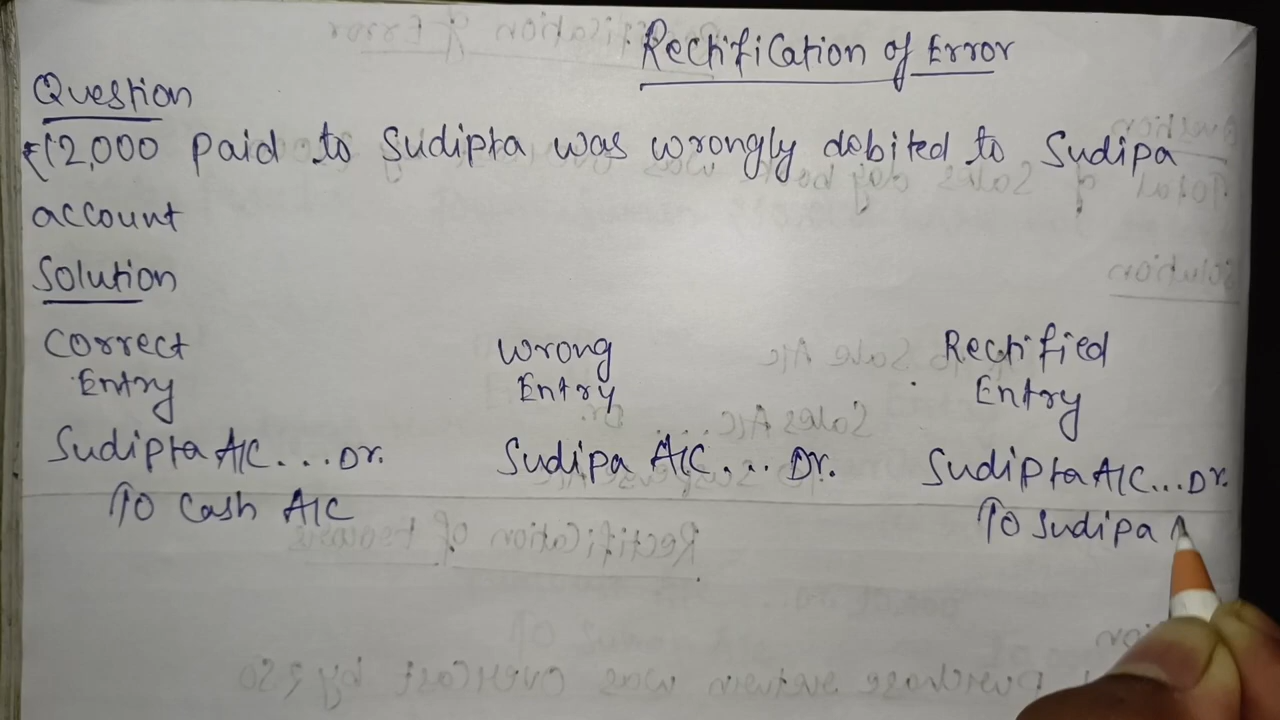 Rectification of Error
Question
₹12,000 paid to Sudipta was wrongly debited to Sudipa
account
Solution
Correct
Entry
Wrong
Entry
Rectified
Entry
Sudipta A/C...Dr.
To Cash A/C
Sudipa A/C... Dr.
Sudipta A/C...Dr.
To Sudipa